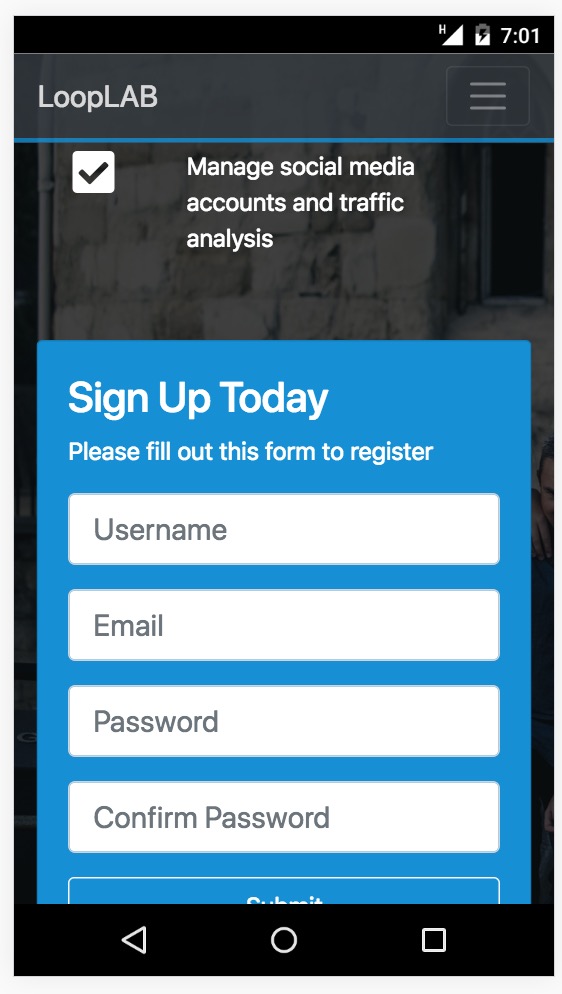 H 7:01
LoopLAB
Manage social media
accounts and traffic
analysis
Sign Up Today
Please fill out this form to register
Username
Email
Password
Confirm Password
Submit